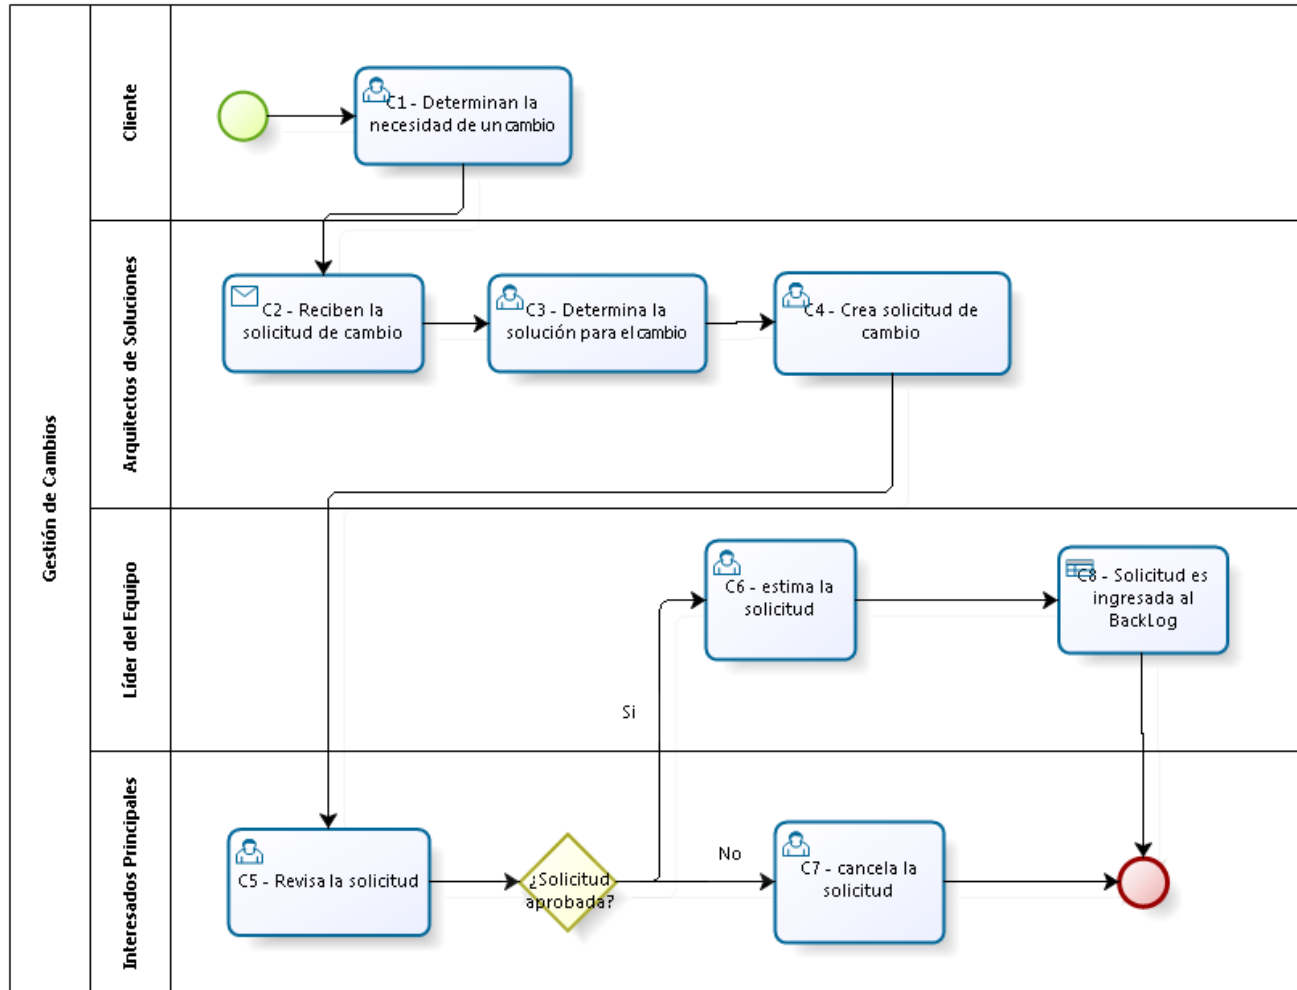 Gestión de Cambios
Cliente
C1 - Determinan la
necesidad de un cambio
Arquitectos de Soluciones
C2 - Reciben la
solicitud de cambio
C3 - Determina la
solución para el cambio
C4 - Crea solicitud de
cambio
Líder del Equipo
C6 - estima la
solicitud
C8 - Solicitud es
ingresada al
BackLog
Si
Interesados Principales
C5 - Revisa la solicitud
¿Solicitud
aprobada?
No
C7 - cancela la
solicitud